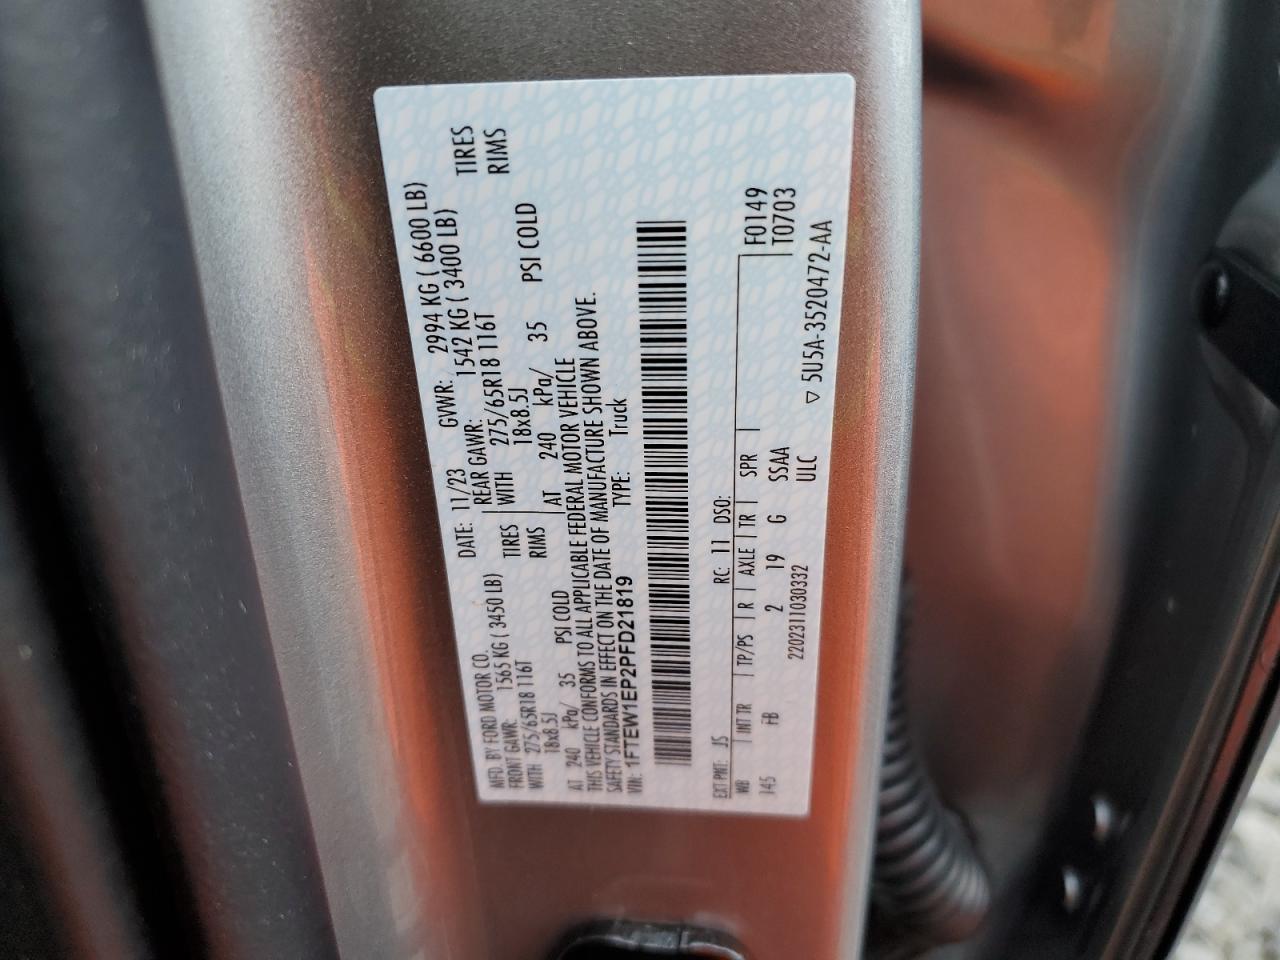 MFD. BY FORD MOTOR CO. DATE: 11/23 GVWR: 2994 KG ( 6600 LB)
FRONT GAWR: 1565 KG ( 3450 LB) REAR GAWR: 1542 KG ( 3400 LB)
WITH 275/65R18 116T TIRES WITH 275/65R18 116T TIRES
18x8.5J RIMS 18x8.5J RIMS
AT 240 kPa/ 35 PSI COLD AT 240 kPa/ 35 PSI COLD
THIS VEHICLE CONFORMS TO ALL APPLICABLE FEDERAL MOTOR VEHICLE
SAFETY STANDARDS IN EFFECT ON THE DATE OF MANUFACTURE SHOWN ABOVE.
VIN: 1FTEW1EP2PFD21819 TYPE: Truck
EXT PNT: JS RC: 11 DSO: F0149
WB INT TR TP/PS R AXLE TR SPR T0703
145 FB 2 19 G SSAA
2202311030332 ULC ▽ 5U5A-3520472-AA